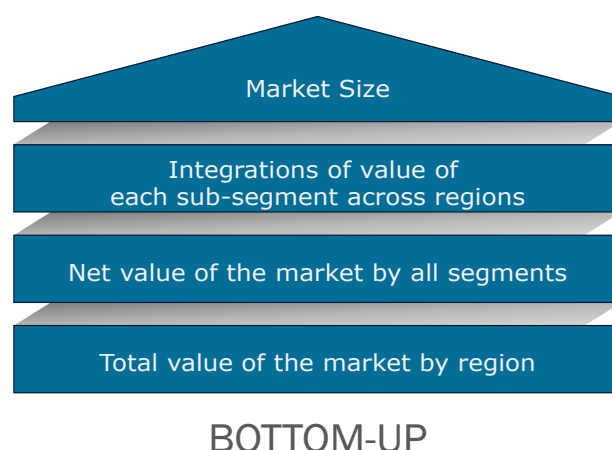 Market Size
Integrations of value of
each sub-segment across regions
Net value of the market by all segments
Total value of the market by region
BOTTOM-UP